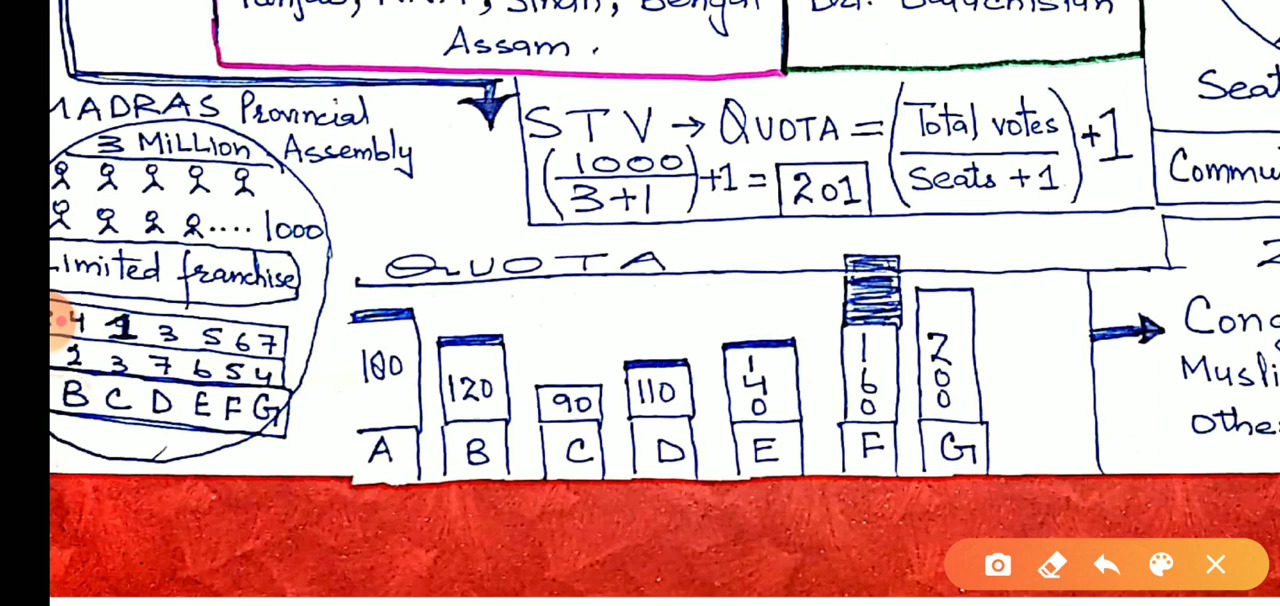 Assam.
MADRAS Provincial
Assembly
3 MiLLion
1000
Limited franchise
4 1 3 5 6 7
2 3 7 6 5 4
B C D E F G
STV → QUOTA = (Total votes / Seats + 1) + 1
(1000 / 3+1) + 1 = 201
QUOTA
180 120 90 110 140 160 200
A B C D E F G
Seat
Commu
Cong
Musli
Othe